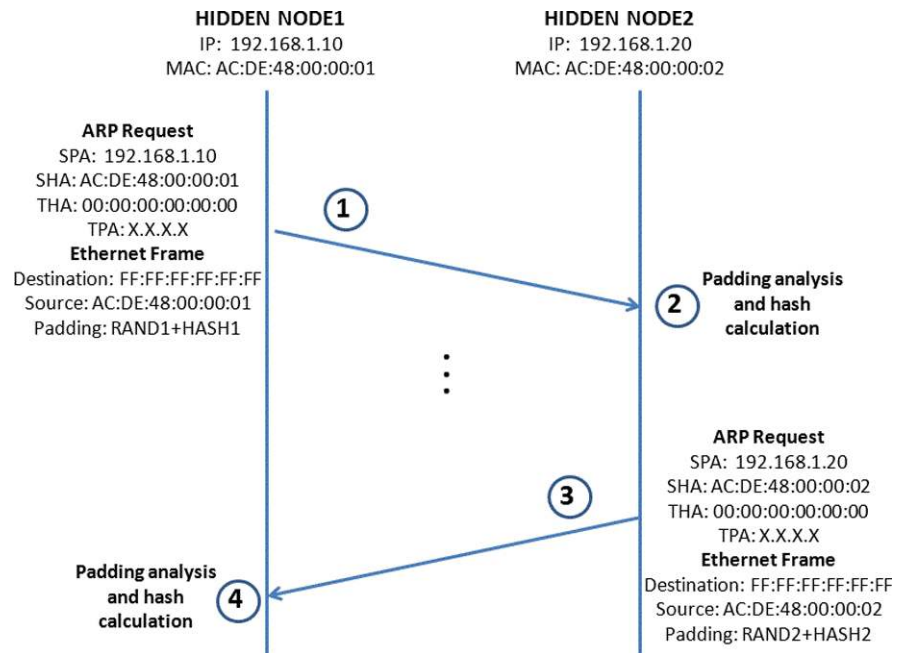 HIDDEN NODE1
IP: 192.168.1.10
MAC: AC:DE:48:00:00:01
HIDDEN NODE2
IP: 192.168.1.20
MAC: AC:DE:48:00:00:02
ARP Request
SPA: 192.168.1.10
SHA: AC:DE:48:00:00:01
THA: 00:00:00:00:00:00
TPA: X.X.X.X
Ethernet Frame
Destination: FF:FF:FF:FF:FF:FF
Source: AC:DE:48:00:00:01
Padding: RAND1+HASH1
1
2
Padding analysis
and hash
calculation
ARP Request
SPA: 192.168.1.20
SHA: AC:DE:48:00:00:02
THA: 00:00:00:00:00:00
TPA: X.X.X.X
Ethernet Frame
Destination: FF:FF:FF:FF:FF:FF
Source: AC:DE:48:00:00:02
Padding: RAND2+HASH2
3
Padding analysis
and hash
calculation
4